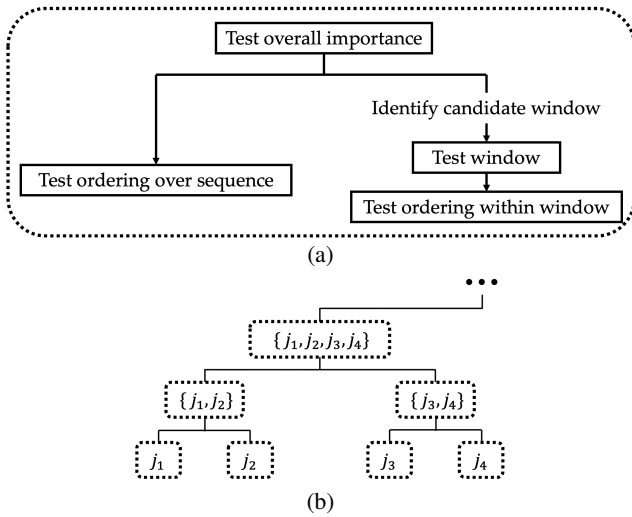 Test overall importance
Identify candidate window
Test window
Test ordering over sequence
Test ordering within window
(a)
•••
{ j₁, j₂, j₃, j₄}
{ j₁, j₂}
{ j₃, j₄}
j₁
j₂
j₃
j₄
(b)